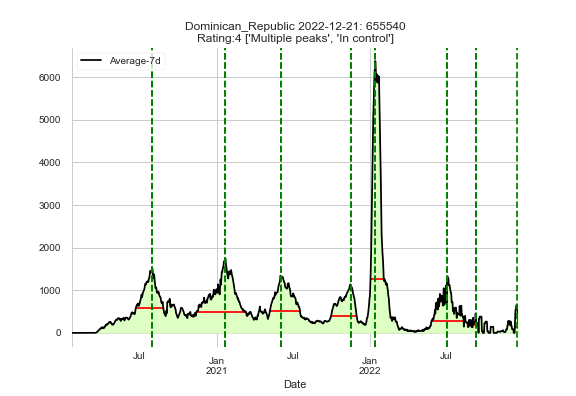 Dominican_Republic 2022-12-21: 655540
Rating:4 ['Multiple peaks', 'In control']
Average-7d
6000
5000
4000
3000
2000
1000
0
Jul
Jan
2021
Jul
Jan
2022
Jul
Date